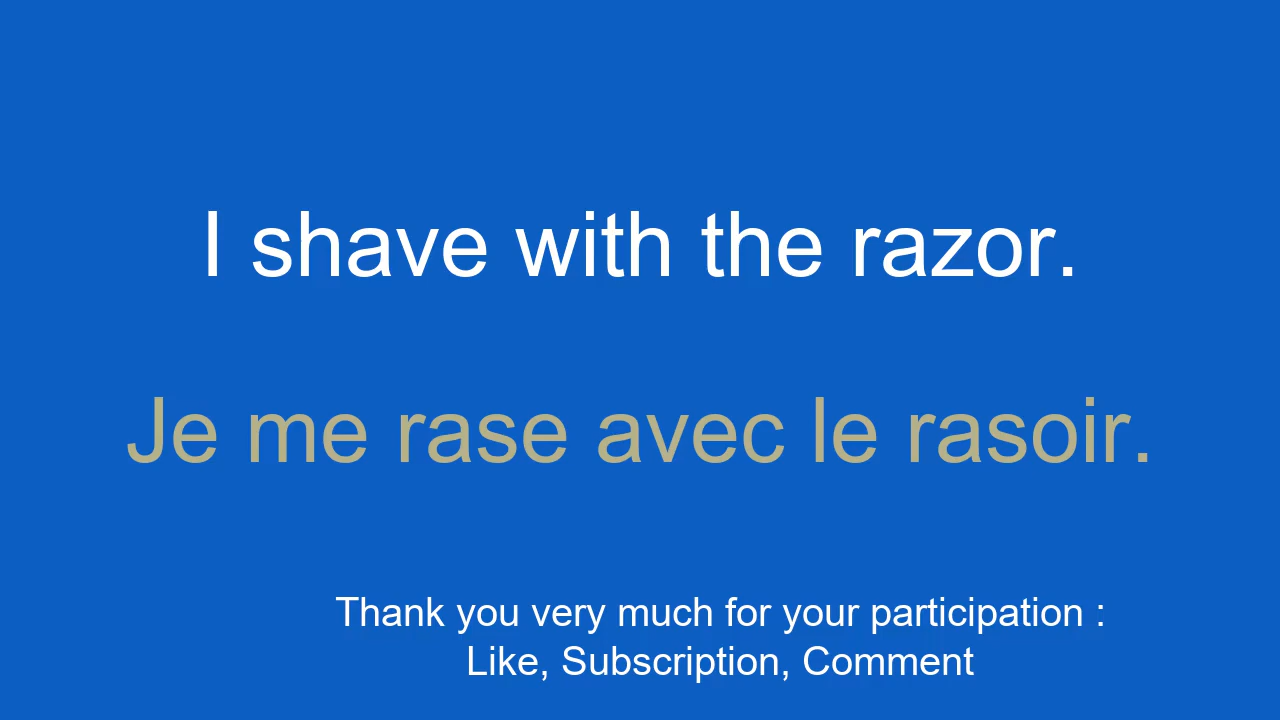 I shave with the razor.
Je me rase avec le rasoir.
Thank you very much for your participation :
Like, Subscription, Comment